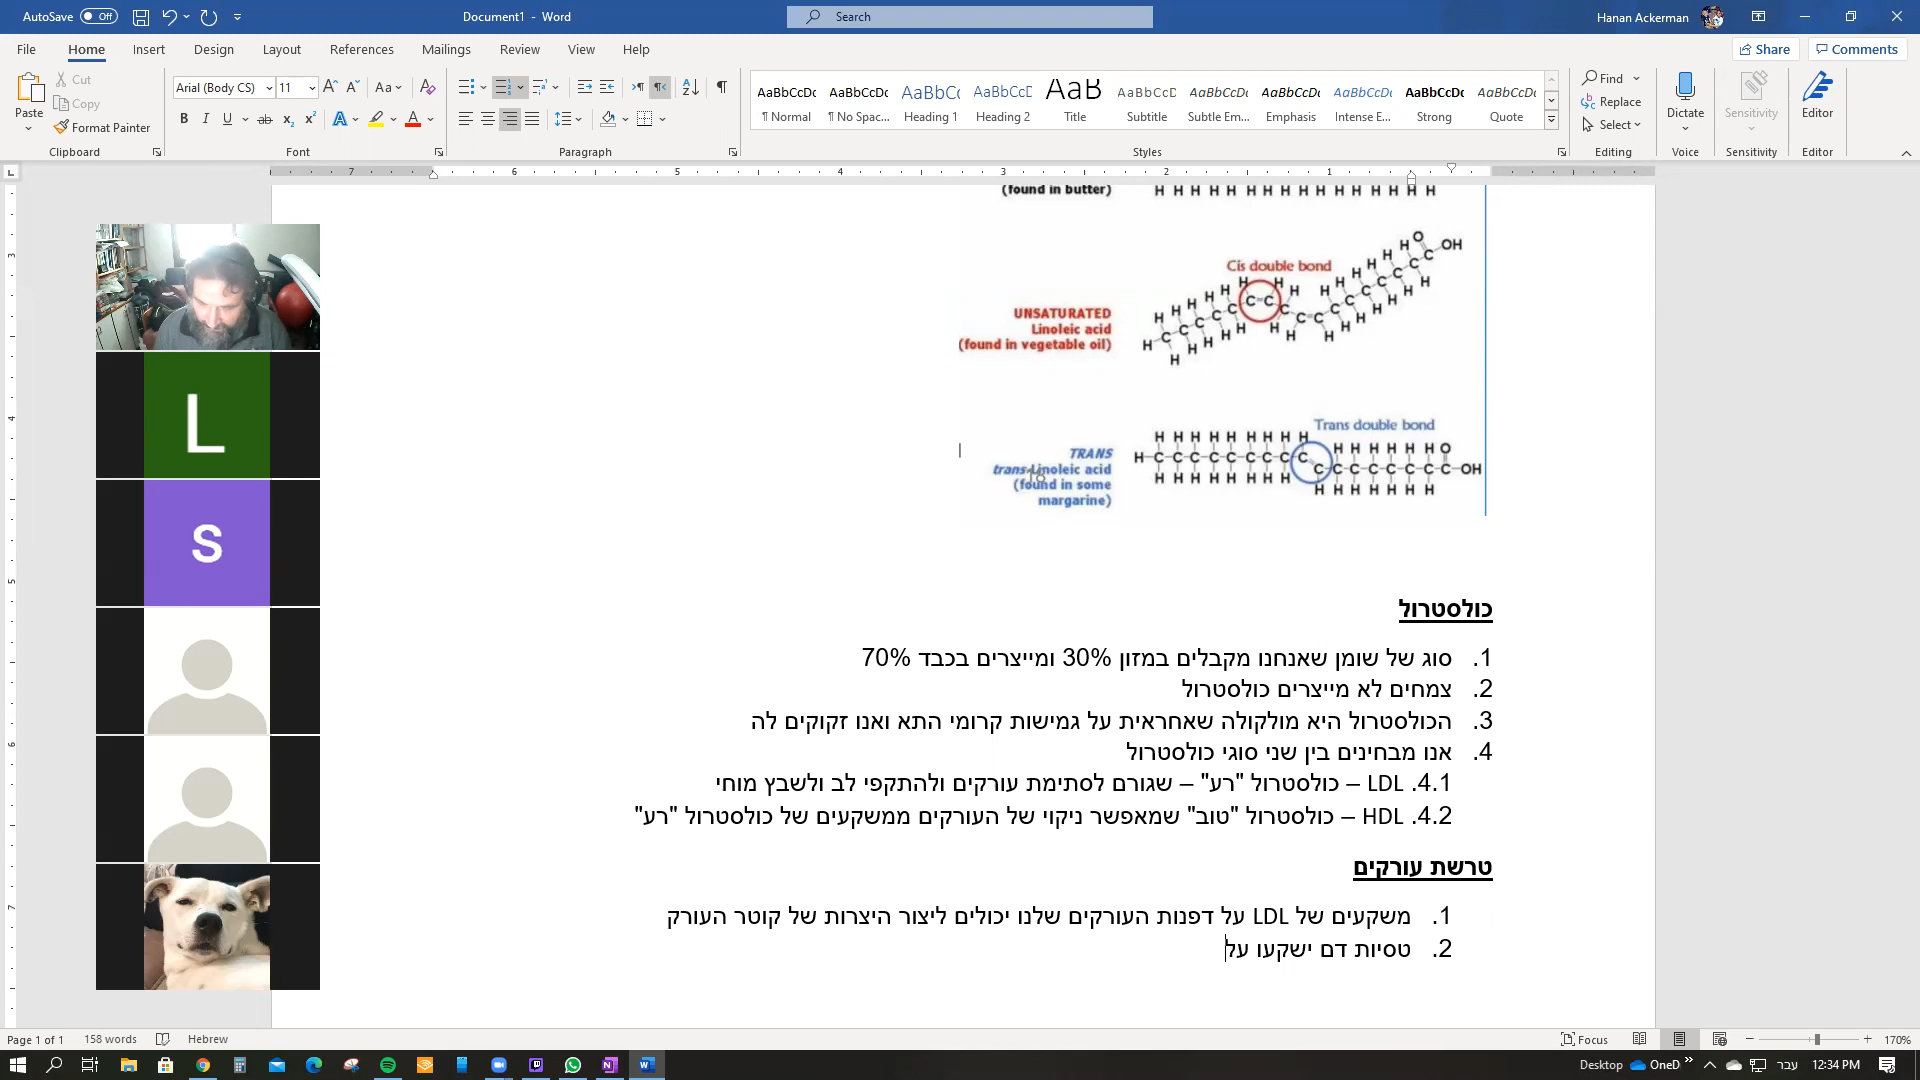 AutoSave Off
Document1 - Word
Search
Hanan Ackerman
File Home Insert Design Layout References Mailings Review View Help
Share Comments
Paste
Cut
Copy
Format Painter
Clipboard
Arial (Body CS) 11
Font
Paragraph
AaBbCcDc AaBbCcDc AaBbC AaBbCcE AaB AaBbCcD AaBbCcDc AaBbCcDc AaBbCcDc AaBbCcDc AaBbCcDc
¶ Normal ¶ No Spac... Heading 1 Heading 2 Title Subtitle Subtle Em... Emphasis Intense E... Strong Quote
Styles
Find
Replace
Select
Editing
Dictate
Voice
Sensitivity
Sensitivity
Editor
Editor
7 6 5 4 3 2 1
(found in butter)
H H H H H H H H H H H H H H H H H
Cis double bond
UNSATURATED
Linoleic acid
(found in vegetable oil)
Trans double bond
TRANS
trans-Linoleic acid
(found in some
margarine)
L
S
כולסטרול
1. סוג של שומן שאנחנו מקבלים במזון 30% ומייצרים בכבד 70%
2. צמחים לא מייצרים כולסטרול
3. הכולסטרול היא מולקולה שאחראית על גמישות קרומי התא ואנו זקוקים לה
4. אנו מבחינים בין שני סוגי כולסטרול
4.1. LDL – כולסטרול "רע" – שגורם לסתימת עורקים ולהתקפי לב ולשבץ מוחי
4.2. HDL – כולסטרול "טוב" שמאפשר ניקוי של העורקים ממשקעים של כולסטרול "רע"
טרשת עורקים
1. משקעים של LDL על דפנות העורקים שלנו יכולים ליצור היצרות של קוטר העורק
2. טסיות דם ישקעו על
Page 1 of 1 158 words Hebrew
Focus
170%
Desktop OneD עבר 12:34 PM